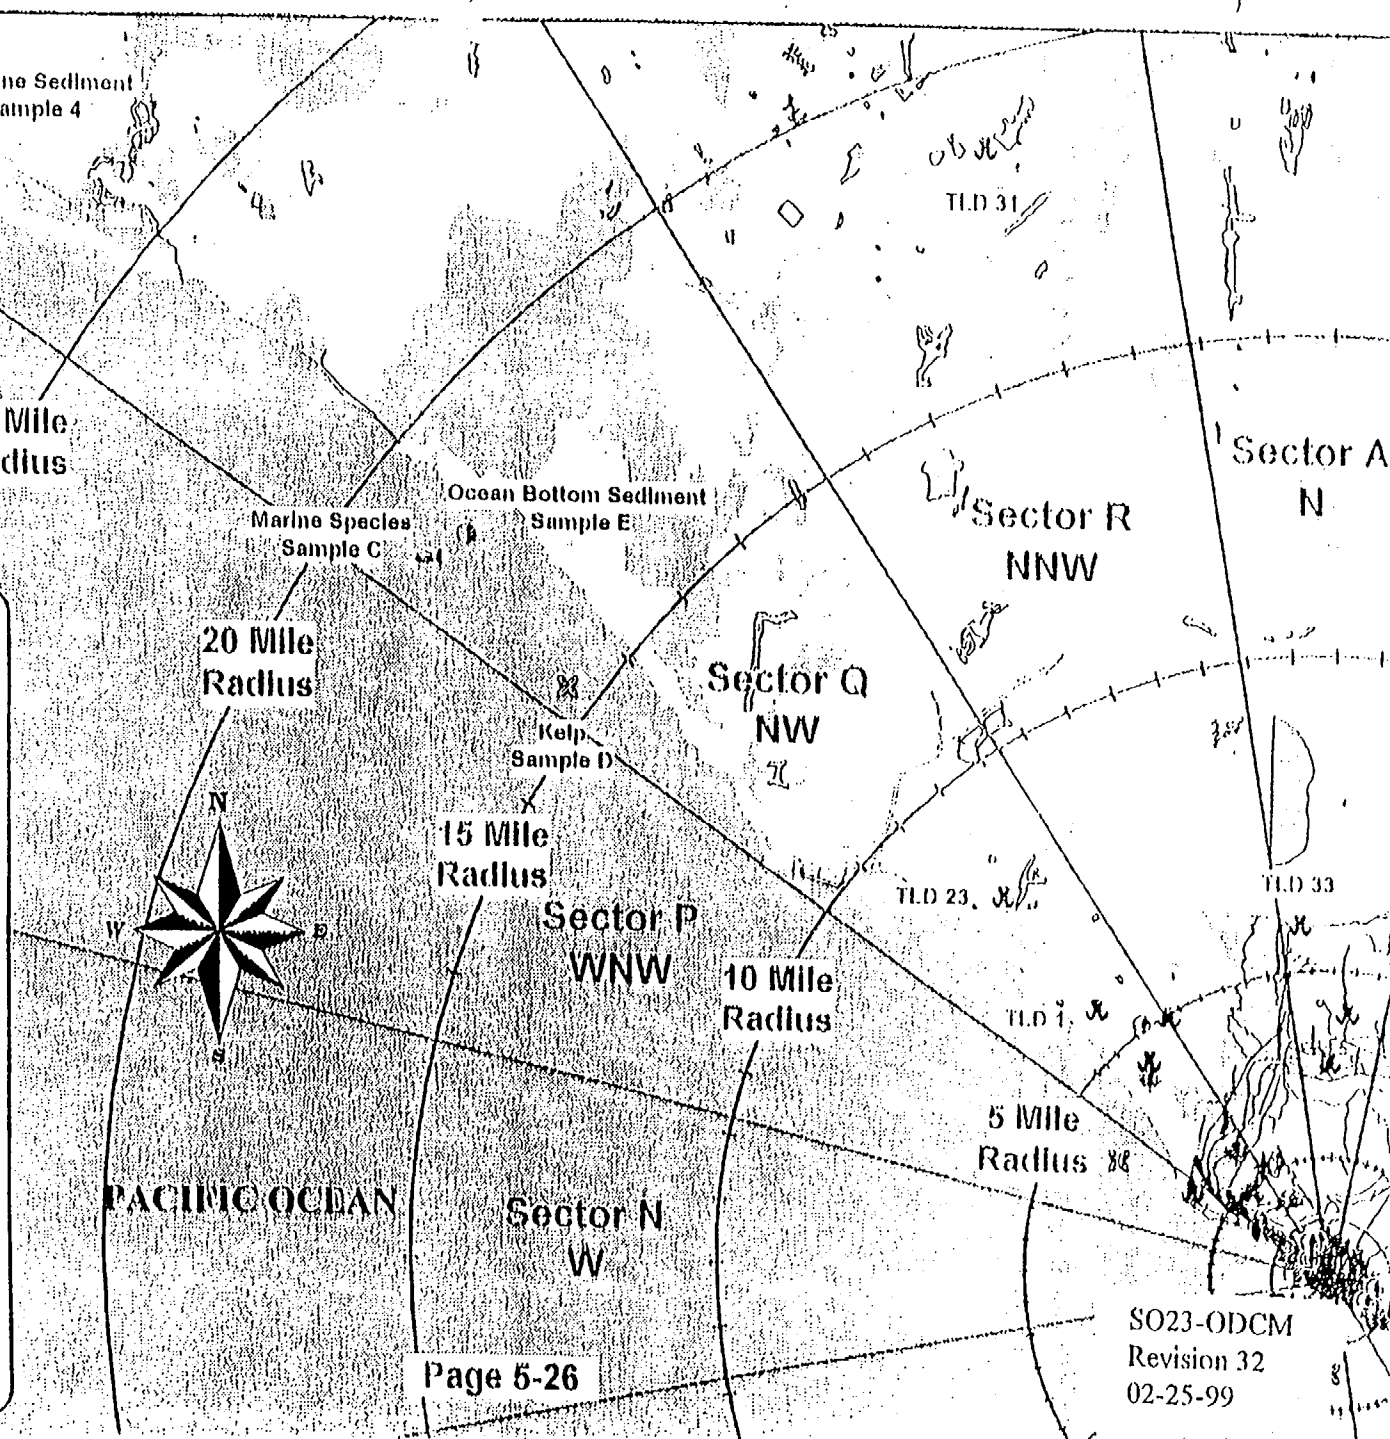 ne Sediment
ample 4
TLD 31
Mile
dius
Sector A
N
Ocean Bottom Sediment
Sample E
Marine Species
Sample C
Sector R
NNW
20 Mile
Radius
Sector Q
NW
Kelp
Sample D
N
W
E
S
15 Mile
Radius
TLD 33
TLD 23,
Sector P
WNW
10 Mile
Radius
TLD 1,
5 Mile
Radius
PACIFIC OCEAN
Sector N
W
SO23-ODCM
Revision 32
02-25-99
Page 5-26